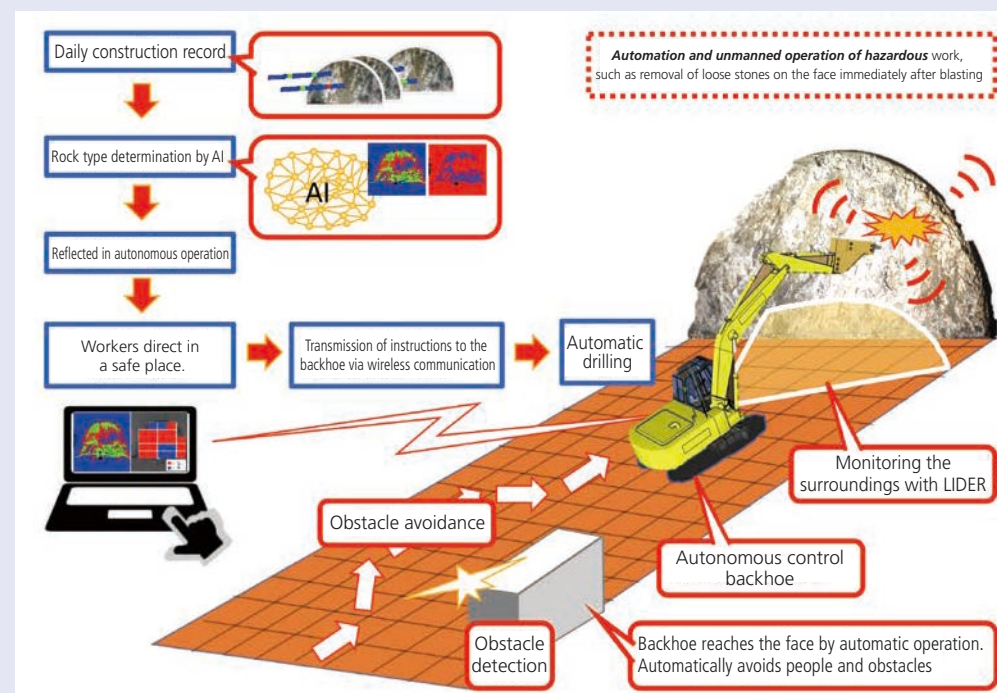 Daily construction record
Automation and unmanned operation of hazardous work,
such as removal of loose stones on the face immediately after blasting
Rock type determination by AI
AI
Reflected in autonomous operation
Workers direct in
a safe place.
Transmission of instructions to the
backhoe via wireless communication
Automatic
drilling
Monitoring the
surroundings with LIDER
Obstacle avoidance
Autonomous control
backhoe
Obstacle
detection
Backhoe reaches the face by automatic operation.
Automatically avoids people and obstacles